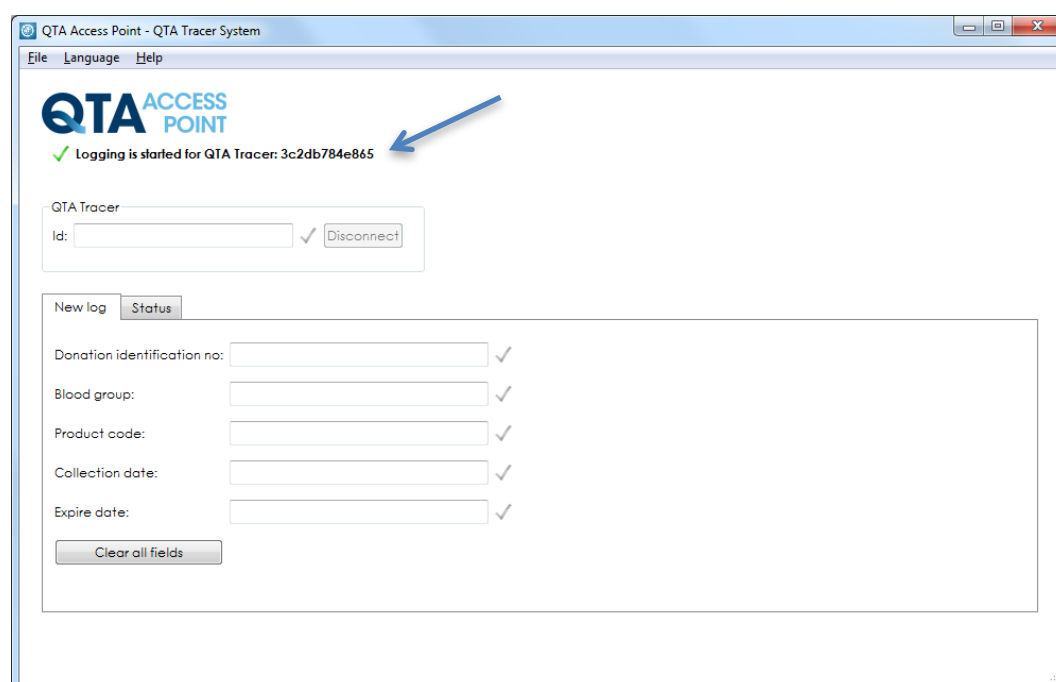 QTA Access Point - QTA Tracer System
File Language Help
QTA ACCESS
POINT
Logging is started for QTA Tracer: 3c2db784e865
QTA Tracer
Id: Disconnect
New log Status
Donation identification no:
Blood group:
Product code:
Collection date:
Expire date:
Clear all fields